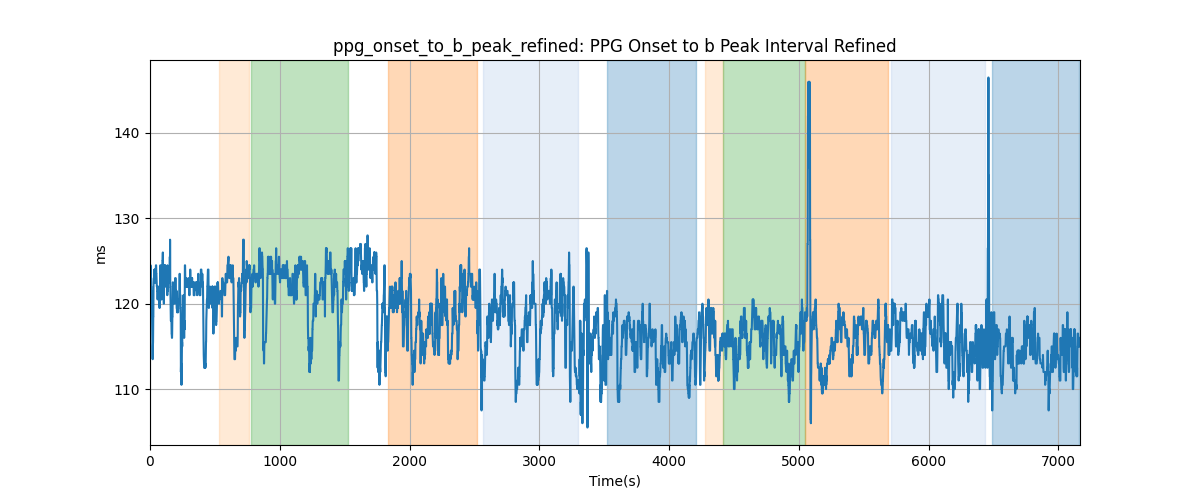 ppg_onset_to_b_peak_refined: PPG Onset to b Peak Interval Refined
140
130
120
110
ms
0 1000 2000 3000 4000 5000 6000 7000
Time(s)